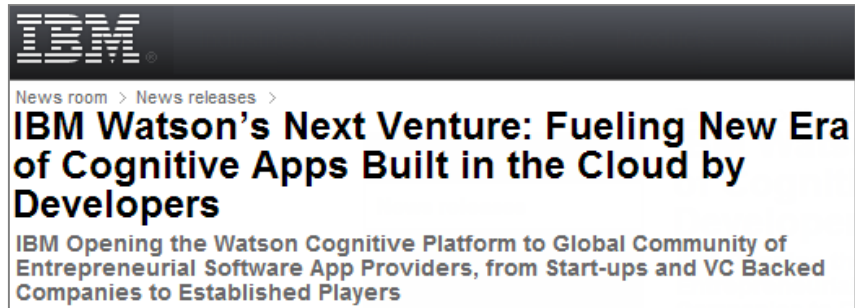 IBM®
News room > News releases >
IBM Watson's Next Venture: Fueling New Era
of Cognitive Apps Built in the Cloud by
Developers
IBM Opening the Watson Cognitive Platform to Global Community of
Entrepreneurial Software App Providers, from Start-ups and VC Backed
Companies to Established Players